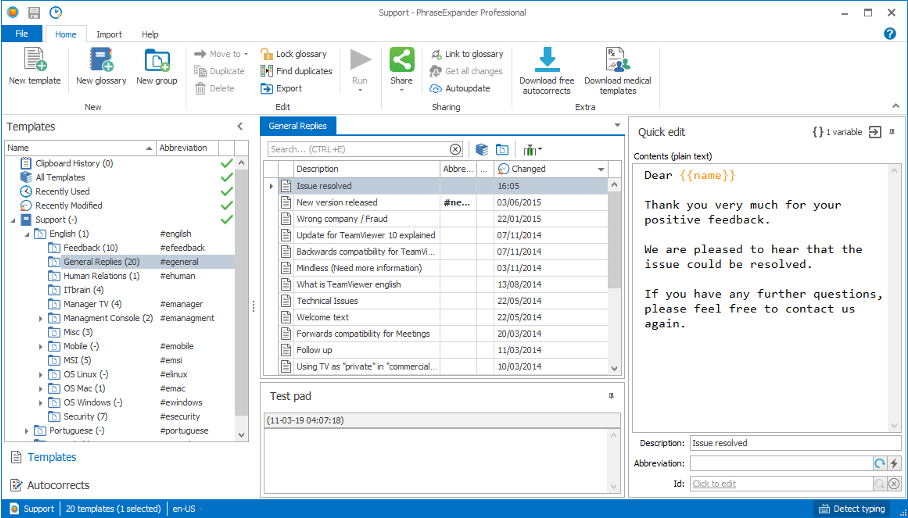 Support - PhraseExpander Professional
File Home Import Help
New template
New glossary
New group
New
Move to
Duplicate
Delete
Lock glossary
Find duplicates
Export
Edit
Run
Share
Link to glossary
Get all changes
Autoupdate
Sharing
Download free autocorrects
Download medical templates
Extra
Templates
Name Abbreviation
Clipboard History (0)
All Templates
Recently Used
Recently Modified
Support (-)
English (1) #english
Feedback (10) #efeedback
General Replies (20) #egeneral
Human Relations (1) #ehuman
ITbrain (4)
Manager TV (4) #emanager
Managment Console (2) #emanagment
Misc (3)
Mobile (-) #emobile
MSI (5) #emsi
OS Linux (-) #elinux
OS Mac (1) #emac
OS Windows (-) #ewindows
Security (7) #esecurity
Portuguese (-) #portuguese
Templates
Autocorrects
General Replies
Search... (CTRL+E)
Description Abbre... ... Changed
Issue resolved 16:05
New version released #ne... 03/06/2015
Wrong company / Fraud 22/01/2015
Update for TeamViewer 10 explained 07/11/2014
Backwards compatibility for TeamVi... 07/11/2014
Mindless (Need more information) 03/11/2014
What is TeamViewer english 13/08/2014
Technical Issues 22/05/2014
Welcome text 22/05/2014
Forwards compatibility for Meetings 20/03/2014
Follow up 11/03/2014
Using TV as "private" in "commercial... 10/03/2014
Test pad
(11-03-19 04:07:18)
Quick edit {} 1 variable
Contents (plain text)
Dear {{name}}
Thank you very much for your
positive feedback.
We are pleased to hear that the
issue could be resolved.
If you have any further questions,
please feel free to contact us
again.
Description: Issue resolved
Abbreviation:
Id: Click to edit
Support 20 templates (1 selected) en-US Detect typing